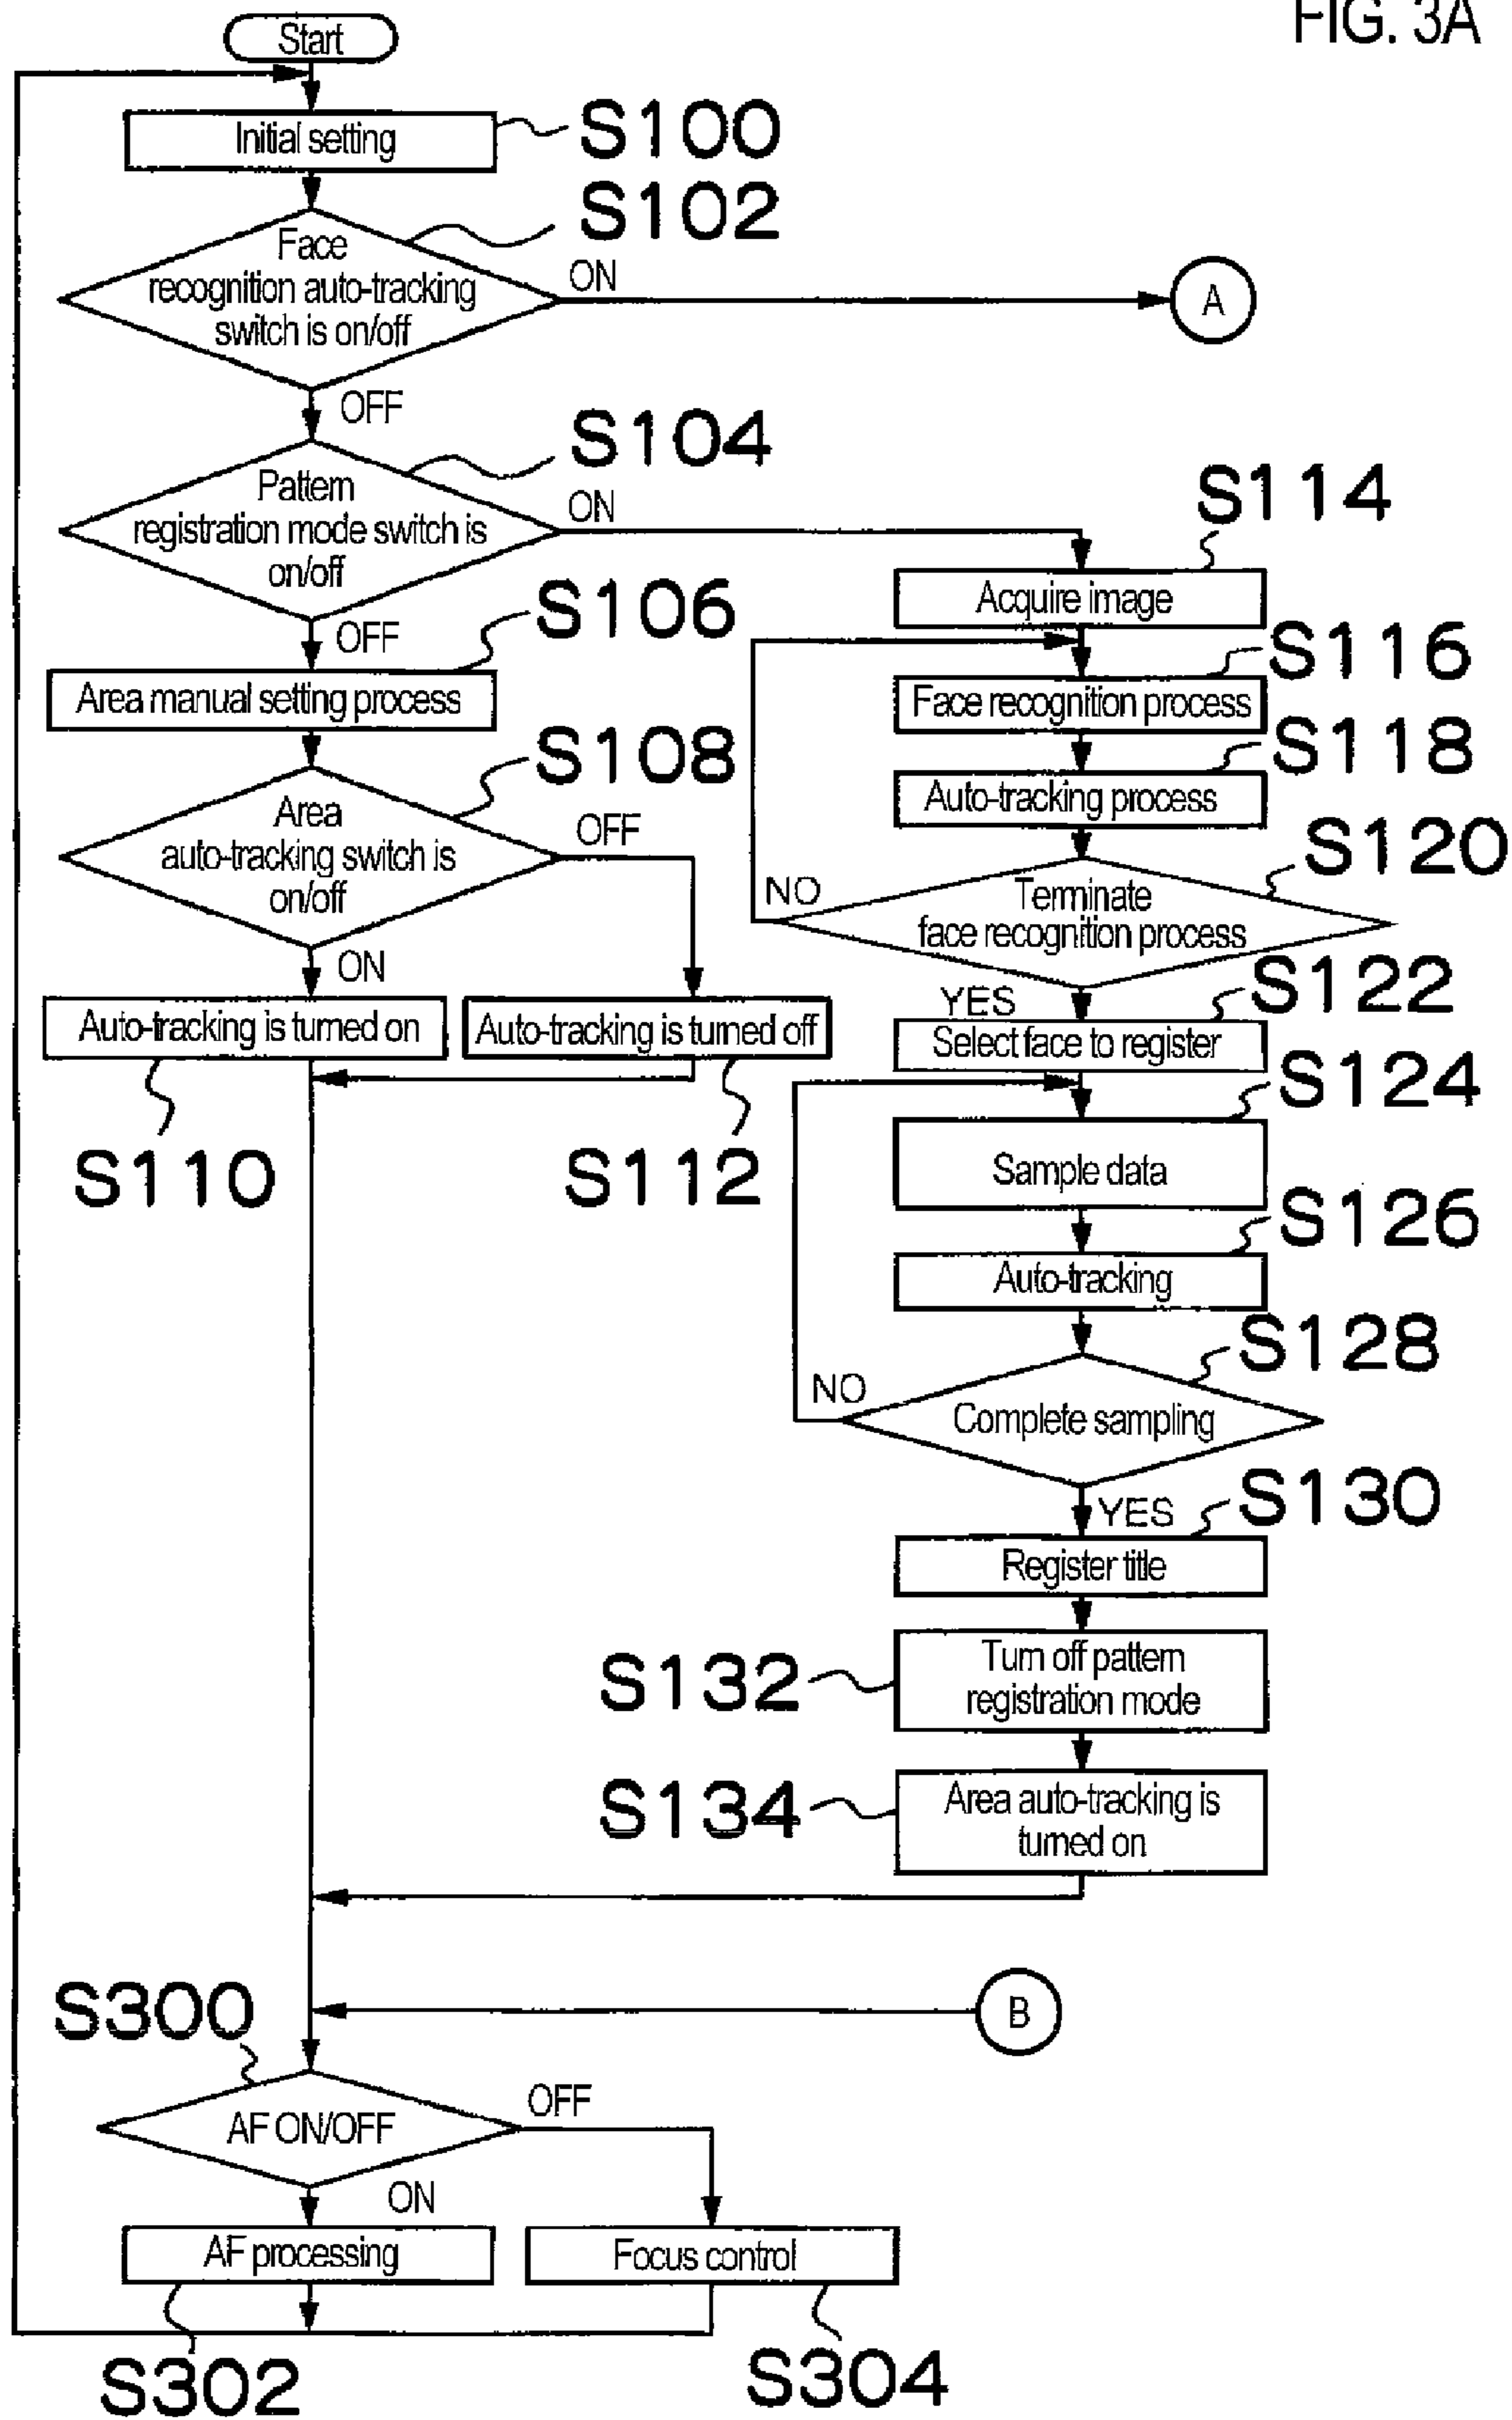 FIG. 3A
Start
Initial setting
S100
S102
Face
recognition auto-tracking
switch is on/off
ON
A
OFF
S104
Pattern
registration mode switch is
on/off
ON
OFF
S106
Area manual setting process
S108
Area
auto-tracking switch is
on/off
OFF
ON
Auto-tracking is turned on
Auto-tracking is turned off
S110
S112
S114
Acquire image
S116
Face recognition process
S118
Auto-tracking process
S120
Terminate
face recognition process
NO
YES
S122
Select face to register
S124
Sample data
S126
Auto-tracking
S128
Complete sampling
NO
YES
S130
Register title
S132
Turn off pattern
registration mode
S134
Area auto-tracking is
turned on
B
S300
AF ON/OFF
OFF
ON
AF processing
Focus control
S302
S304